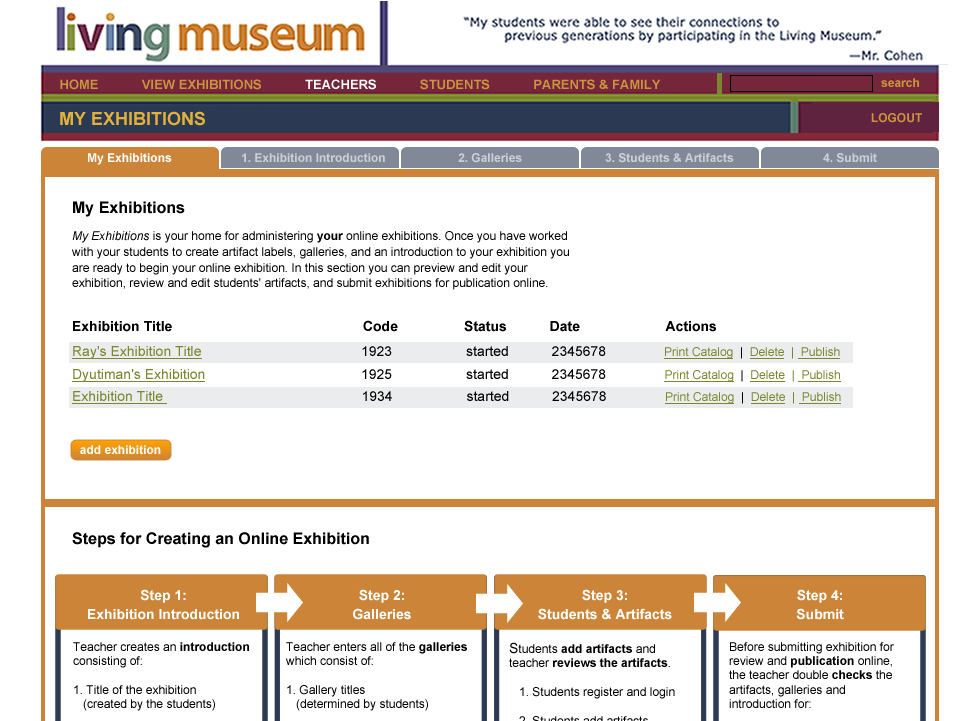 living museum
"My students were able to see their connections to
previous generations by participating in the Living Museum."
—Mr. Cohen
HOME VIEW EXHIBITIONS TEACHERS STUDENTS PARENTS & FAMILY search
MY EXHIBITIONS LOGOUT
My Exhibitions 1. Exhibition Introduction 2. Galleries 3. Students & Artifacts 4. Submit
My Exhibitions
My Exhibitions is your home for administering your online exhibitions. Once you have worked
with your students to create artifact labels, galleries, and an introduction to your exhibition you
are ready to begin your online exhibition. In this section you can preview and edit your
exhibition, review and edit students' artifacts, and submit exhibitions for publication online.
Exhibition Title Code Status Date Actions
Ray's Exhibition Title 1923 started 2345678 Print Catalog | Delete | Publish
Dyutiman's Exhibition 1925 started 2345678 Print Catalog | Delete | Publish
Exhibition Title 1934 started 2345678 Print Catalog | Delete | Publish
add exhibition
Steps for Creating an Online Exhibition
Step 1:
Exhibition Introduction
Teacher creates an introduction
consisting of:
1. Title of the exhibition
(created by the students)
Step 2:
Galleries
Teacher enters all of the galleries
which consist of:
1. Gallery titles
(determined by students)
Step 3:
Students & Artifacts
Students add artifacts and
teacher reviews the artifacts.
1. Students register and login
2. Students add artifacts
Step 4:
Submit
Before submitting exhibition for
review and publication online,
the teacher double checks the
artifacts, galleries and
introduction for: